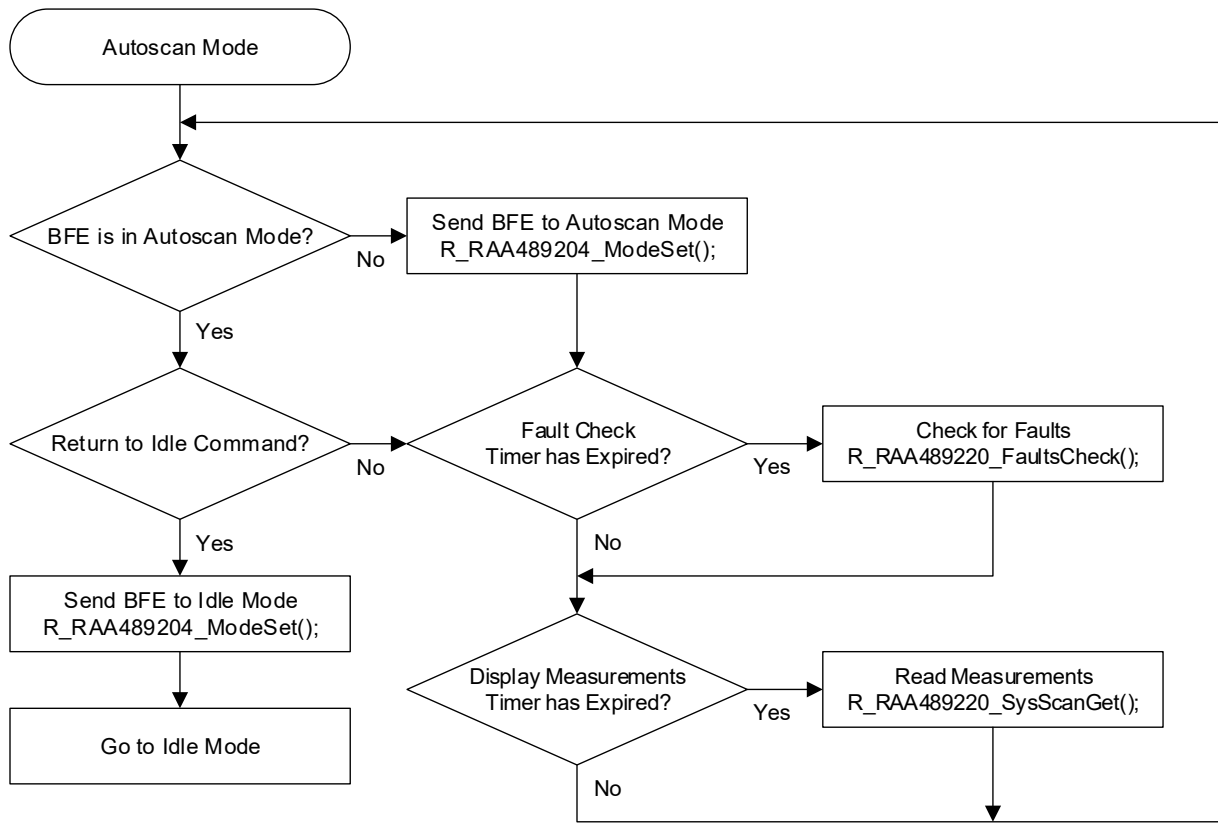 Autoscan Mode
BFE is in Autoscan Mode?
No
Send BFE to Autoscan Mode
R_RAA489204_ModeSet();
Yes
Return to Idle Command?
No
Fault Check
Timer has Expired?
Yes
Check for Faults
R_RAA489220_FaultsCheck();
Yes
No
Send BFE to Idle Mode
R_RAA489204_ModeSet();
Display Measurements
Timer has Expired?
Yes
Read Measurements
R_RAA489220_SysScanGet();
Go to Idle Mode
No